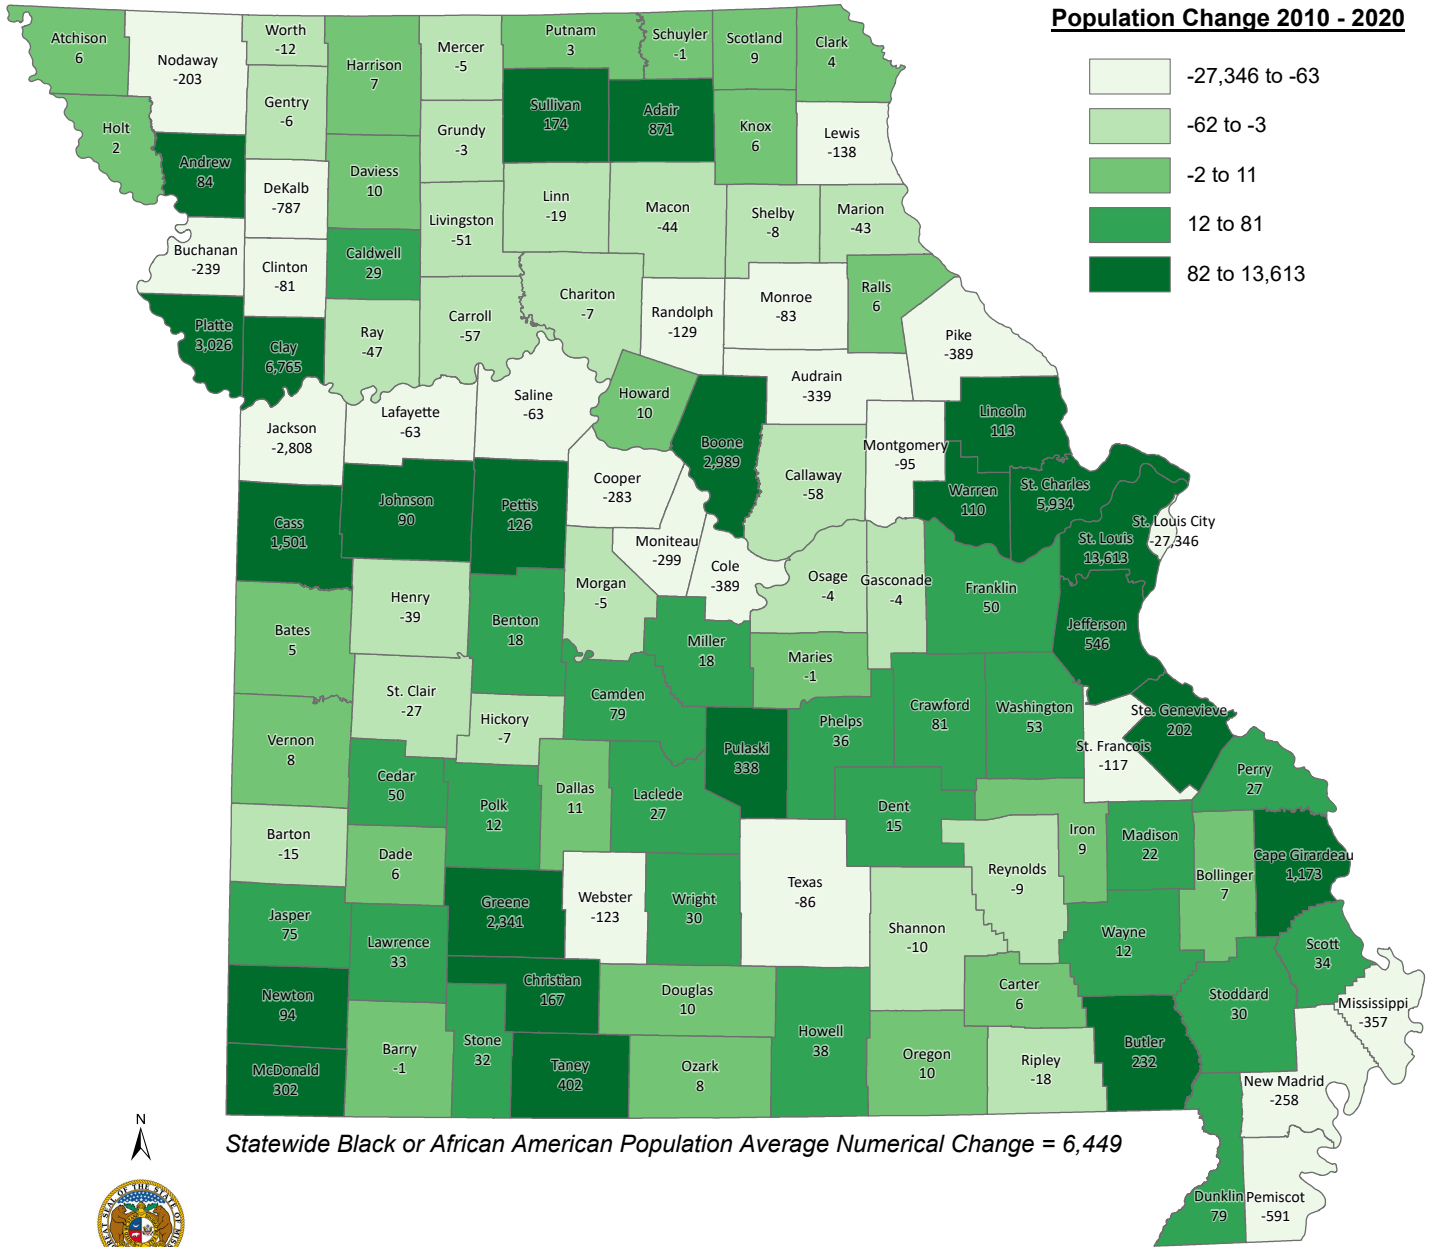 Population Change 2010 - 2020
-27,346 to -63
-62 to -3
-2 to 11
12 to 81
82 to 13,613
Atchison
6
Nodaway
-203
Worth
-12
Harrison
7
Mercer
-5
Putnam
3
Schuyler
-1
Scotland
9
Clark
4
Holt
2
Andrew
84
Gentry
-6
DeKalb
-787
Daviess
10
Grundy
-3
Sullivan
174
Adair
871
Knox
6
Lewis
-138
Livingston
-51
Linn
-19
Macon
-44
Shelby
-8
Marion
-43
Buchanan
-239
Clinton
-81
Caldwell
29
Platte
3,026
Clay
6,765
Ray
-47
Carroll
-57
Chariton
-7
Randolph
-129
Monroe
-83
Ralls
6
Pike
-389
Jackson
-2,808
Lafayette
-63
Saline
-63
Howard
10
Boone
2,989
Audrain
-339
Montgomery
-95
Lincoln
113
Cass
1,501
Johnson
90
Pettis
126
Cooper
-283
Moniteau
-299
Cole
-389
Callaway
-58
Warren
110
St. Charles
5,934
St. Louis
13,613
St. Louis City
-27,346
Bates
5
Henry
-39
Benton
18
Morgan
-5
Miller
18
Osage
-4
Gasconade
-4
Franklin
50
Jefferson
546
Maries
-1
Vernon
8
St. Clair
-27
Hickory
-7
Camden
79
Pulaski
338
Phelps
36
Crawford
81
Washington
53
St. Francois
-117
Ste. Genevieve
202
Perry
27
Cedar
50
Polk
12
Dallas
11
Laclede
27
Dent
15
Iron
9
Madison
22
Bollinger
7
Cape Girardeau
1,173
Barton
-15
Dade
6
Greene
2,341
Webster
-123
Wright
30
Texas
-86
Reynolds
-9
Shannon
-10
Wayne
12
Scott
34
Jasper
75
Lawrence
33
Newton
94
Christian
167
Douglas
10
Howell
38
Carter
6
Stoddard
30
Mississippi
-357
McDonald
302
Barry
-1
Stone
32
Taney
402
Ozark
8
Oregon
10
Ripley
-18
Butler
232
New Madrid
-258
Dunklin
79
Pemiscot
-591
N
Statewide Black or African American Population Average Numerical Change = 6,449